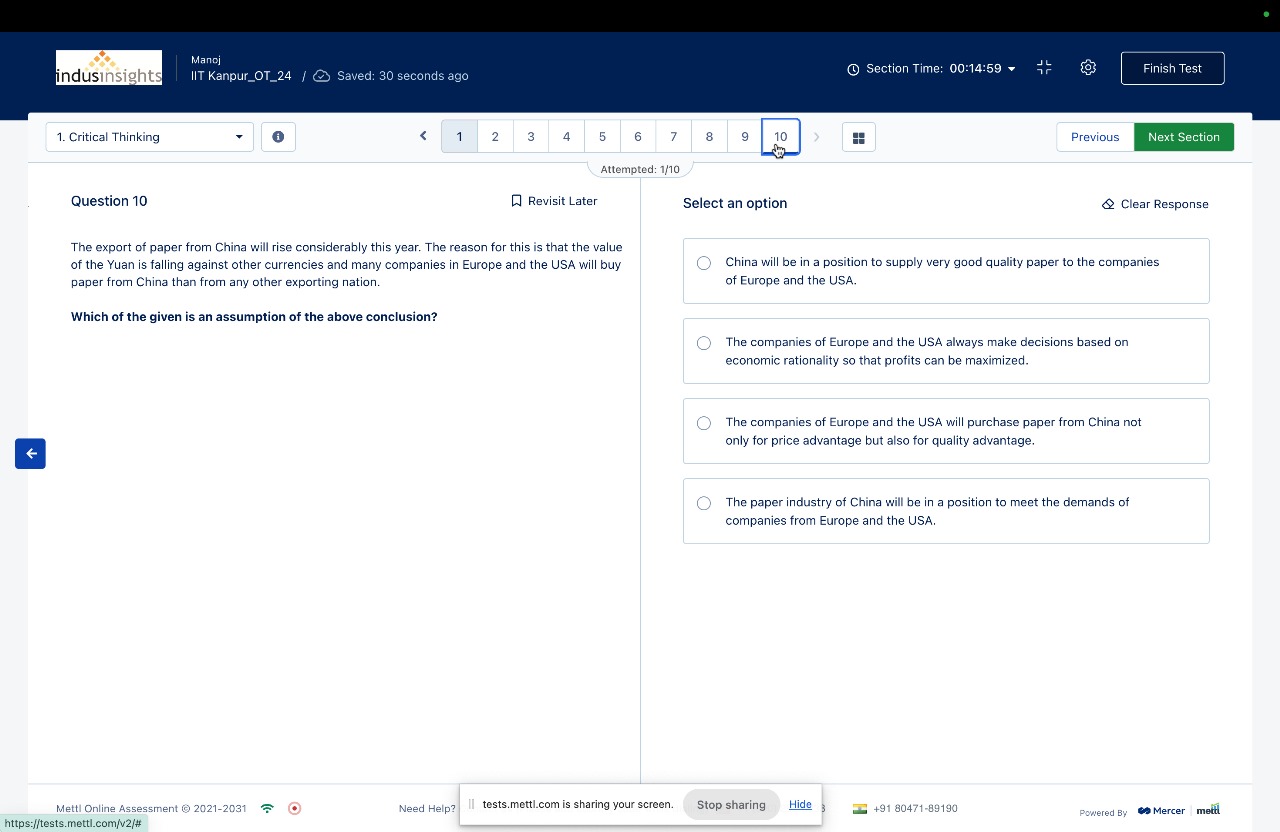 indusinsights
Manoj
IIT Kanpur_OT_24 / Saved: 30 seconds ago
Section Time: 00:14:59
Finish Test
1. Critical Thinking
1 2 3 4 5 6 7 8 9 10
Previous
Next Section
Attempted: 1/10
Question 10
Revisit Later
The export of paper from China will rise considerably this year. The reason for this is that the value
of the Yuan is falling against other currencies and many companies in Europe and the USA will buy
paper from China than from any other exporting nation.
Which of the given is an assumption of the above conclusion?
Select an option
Clear Response
China will be in a position to supply very good quality paper to the companies
of Europe and the USA.
The companies of Europe and the USA always make decisions based on
economic rationality so that profits can be maximized.
The companies of Europe and the USA will purchase paper from China not
only for price advantage but also for quality advantage.
The paper industry of China will be in a position to meet the demands of
companies from Europe and the USA.
Mettl Online Assessment © 2021-2031
Need Help?
tests.mettl.com is sharing your screen.
Stop sharing
Hide
+91 80471-89190
Powered By
Mercer
mettl
https://tests.mettl.com/v2/#